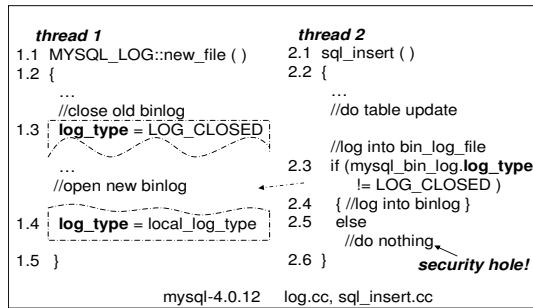 thread 1
1.1 MYSQL_LOG::new_file ( )
1.2 {
…
//close old binlog
1.3 log_type = LOG_CLOSED
…
//open new binlog
1.4 log_type = local_log_type
1.5 }
thread 2
2.1 sql_insert ( )
2.2 {
…
//do table update
//log into bin_log_file
2.3 if (mysql_bin_log.log_type
!= LOG_CLOSED )
2.4 { //log into binlog }
2.5 else
//do nothing
2.6 }
security hole!
mysql-4.0.12 log.cc, sql_insert.cc